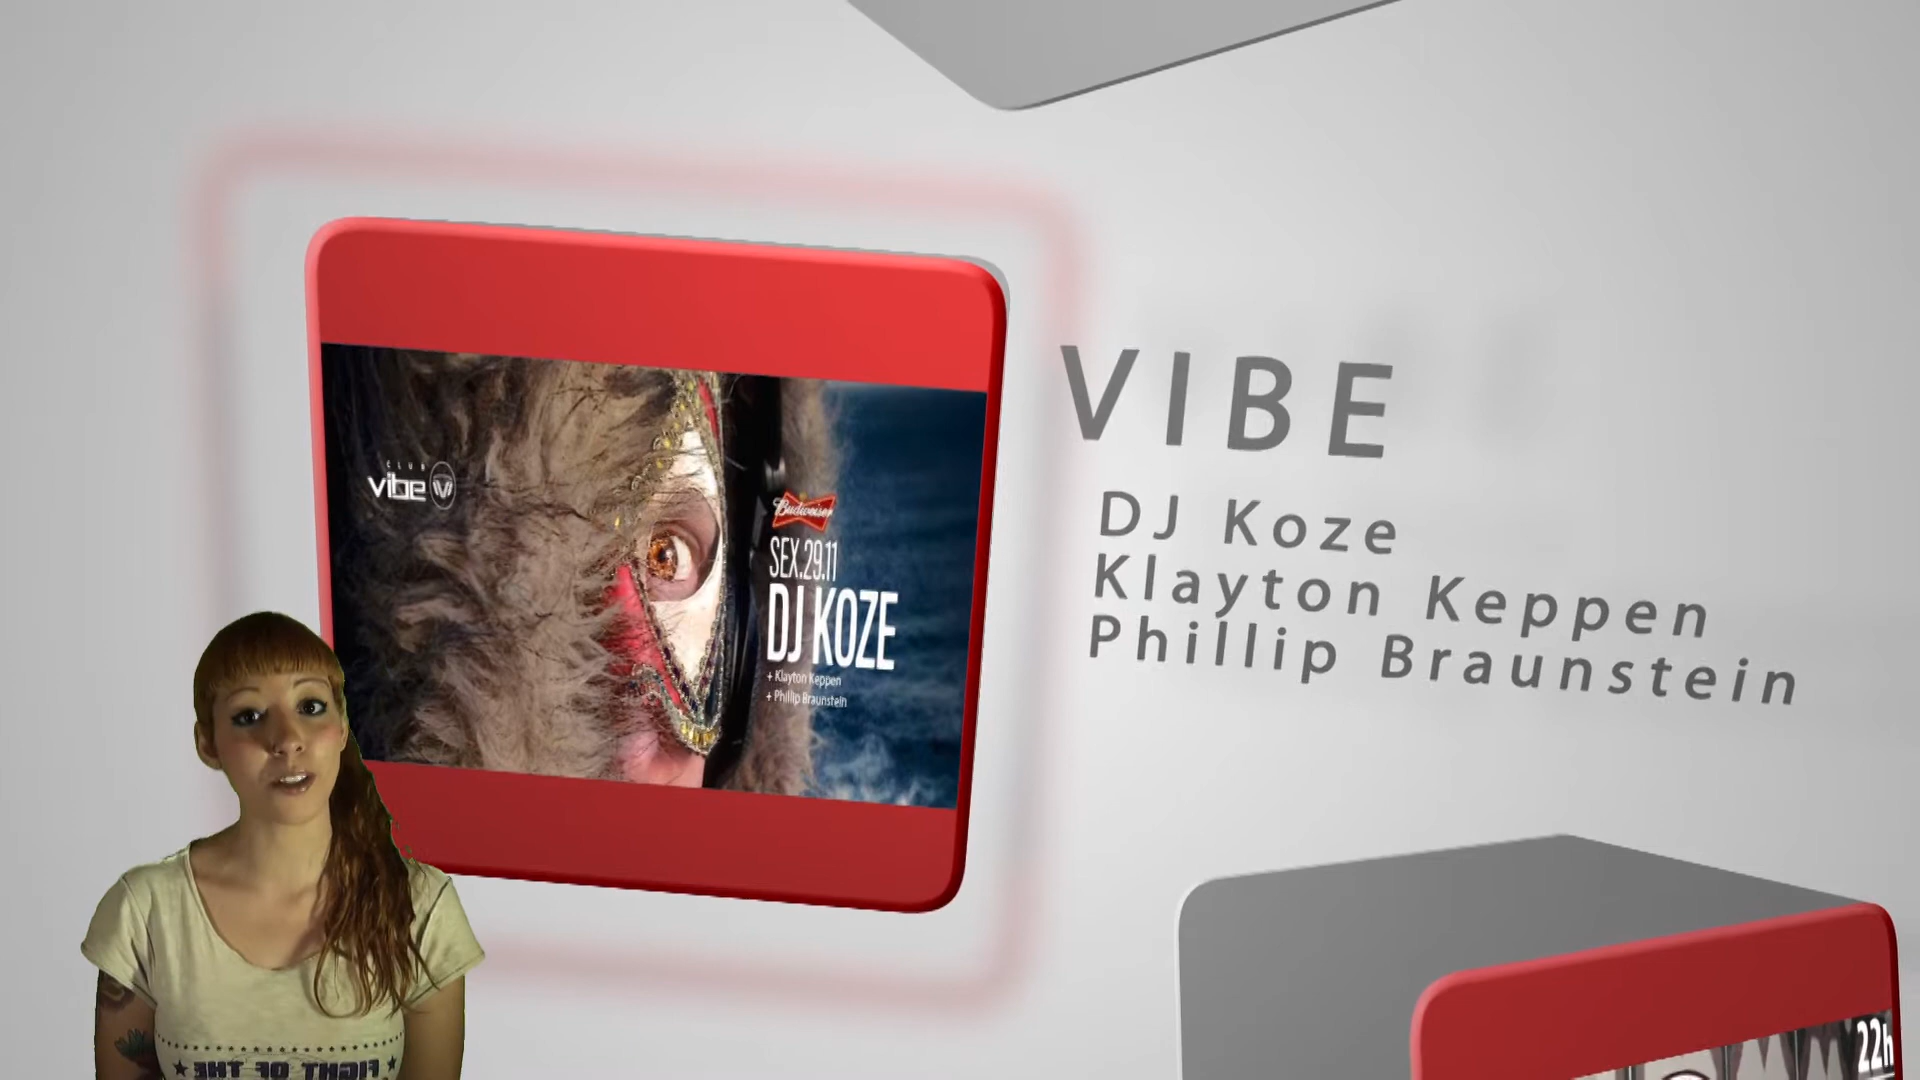 CLUB
vibe
Budweiser
SEX.29.11
DJ KOZE
+ Klayton Keppen
+ Phillip Braunstein
VIBE
DJ Koze
Klayton Keppen
Phillip Braunstein
FIGHT OF THE
22h